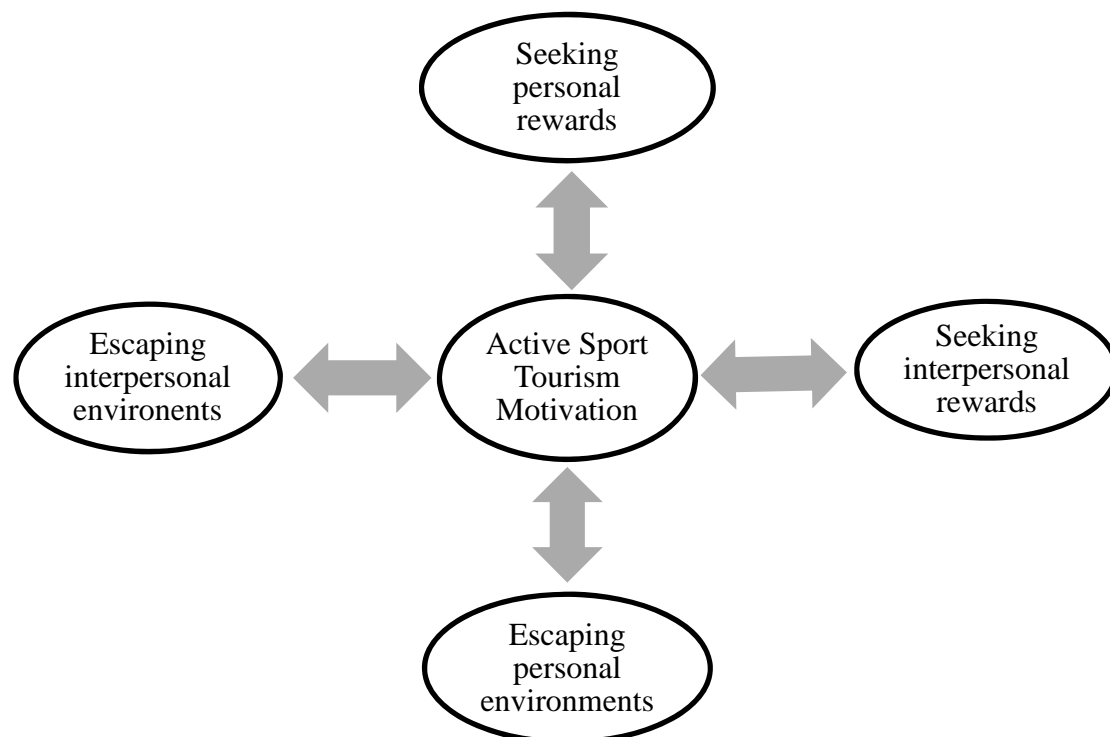 Seeking
personal
rewards
Escaping
interpersonal
environents
Active Sport
Tourism
Motivation
Seeking
interpersonal
rewards
Escaping
personal
environments